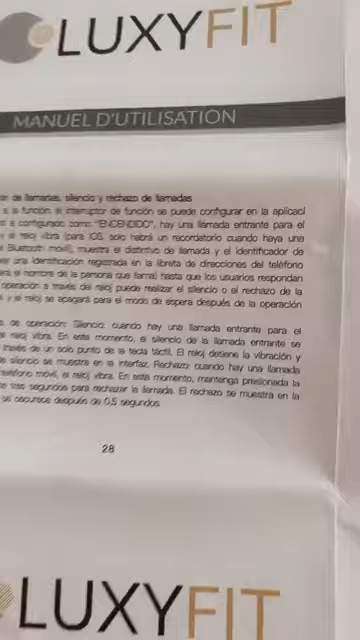 LUXYFIT
MANUEL D'UTILISATION
de llamadas, silencio y rechazo de llamadas
a la función: el interruptor de función se puede configurar en la aplicaci
configurado como "ENCENDIDO", hay una llamada entrante para el
el reloj vibra (para IOS, solo habrá un recordatorio cuando haya una
Bluetooth móvil, muestra el distintivo de llamada y el identificador de
una identificación registrada en la libreta de direcciones del teléfono
el nombre de la persona que llama) hasta que los usuarios respondan
operación a través del reloj puede realizar el silencio o el rechazo de la
y el reloj se apagará para el modo de espera después de la operación
de operación: Silencio: cuando hay una llamada entrante para el
el reloj vibra. En este momento, el silencio de la llamada entrante se
través de un solo punto de la tecla táctil. El reloj detiene la vibración y
de silencio se muestra en la interfaz. Rechazo: cuando hay una llamada
teléfono móvil, el reloj vibra. En este momento, mantenga presionada la
tres segundos para rechazar la llamada. El rechazo se muestra en la
se oscurece después de 0,5 segundos.
28
LUXYFIT